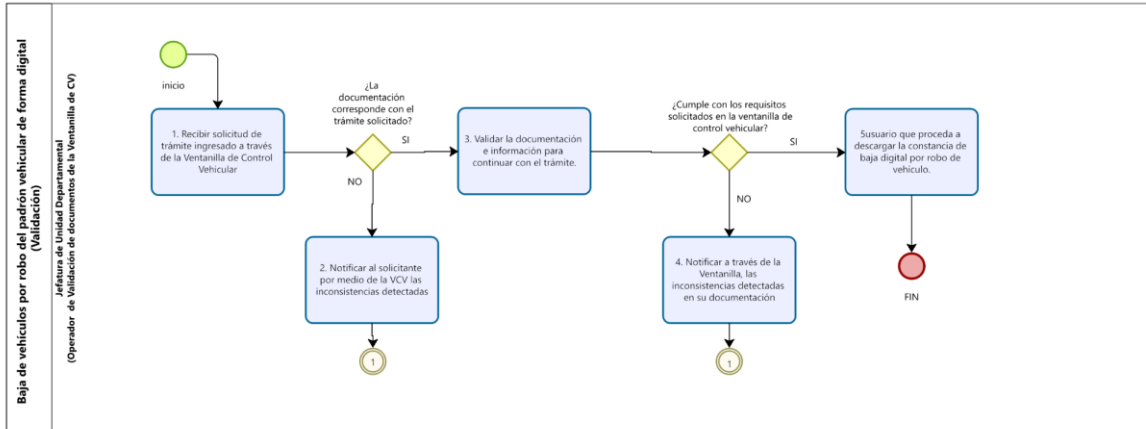 Baja de vehículos por robo del padrón vehicular de forma digital
(Validación)
Jefatura de Unidad Departamental
(Operador de Validación de documentos de la Ventanilla de CV)
inicio
1. Recibir solicitud de
trámite ingresado a través
de la Ventanilla de Control
Vehicular
¿La
documentación
corresponde con el
trámite solicitado?
SI
NO
2. Notificar al solicitante
por medio de la VCV las
inconsistencias detectadas
1
3. Validar la documentación
e información para
continuar con el trámite.
¿Cumple con los requisitos
solicitados en la ventanilla de
control vehicular?
SI
NO
4. Notificar a través de la
Ventanilla, las
inconsistencias detectadas
en su documentación
1
5usuario que proceda a
descargar la constancia de
baja digital por robo de
vehículo.
FIN